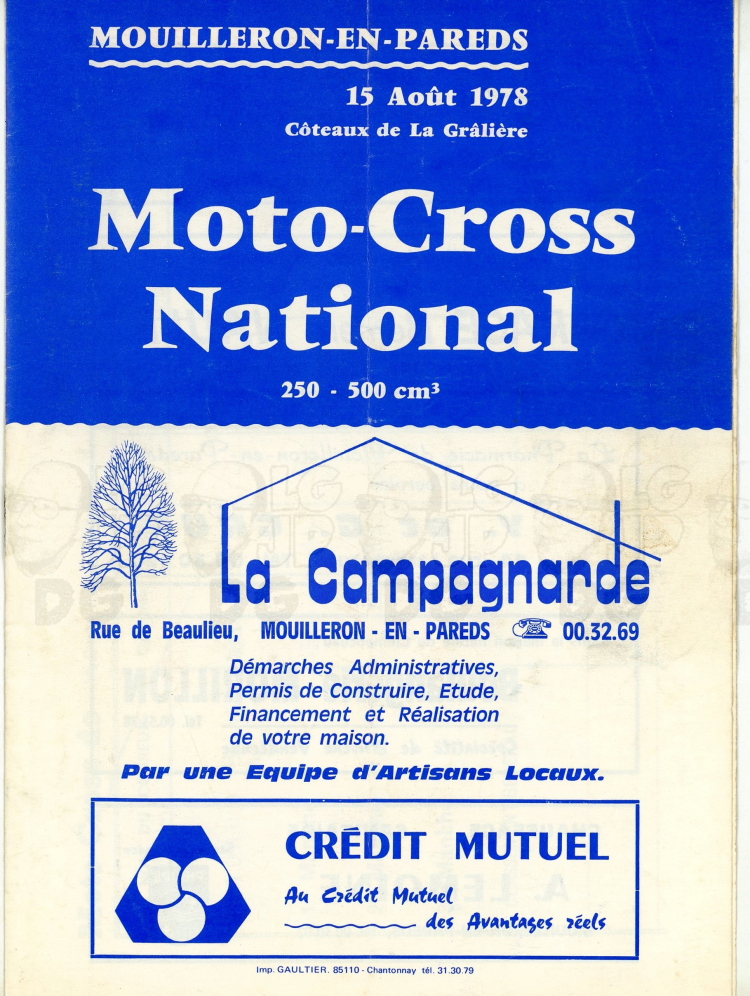 MOUILLERON-EN-PAREDS
15 Août 1978
Côteaux de La Grâlière
Moto-Cross
National
250 - 500 cm³
La Campagnarde
Rue de Beaulieu, MOUILLERON - EN - PAREDS 00.32.69
Démarches Administratives,
Permis de Construire, Etude,
Financement et Réalisation
de votre maison.
Par une Equipe d'Artisans Locaux.
CRÉDIT MUTUEL
Au Crédit Mutuel
des Avantages réels
Imp. GAULTIER. 85110 - Chantonnay tél. 31.30.79